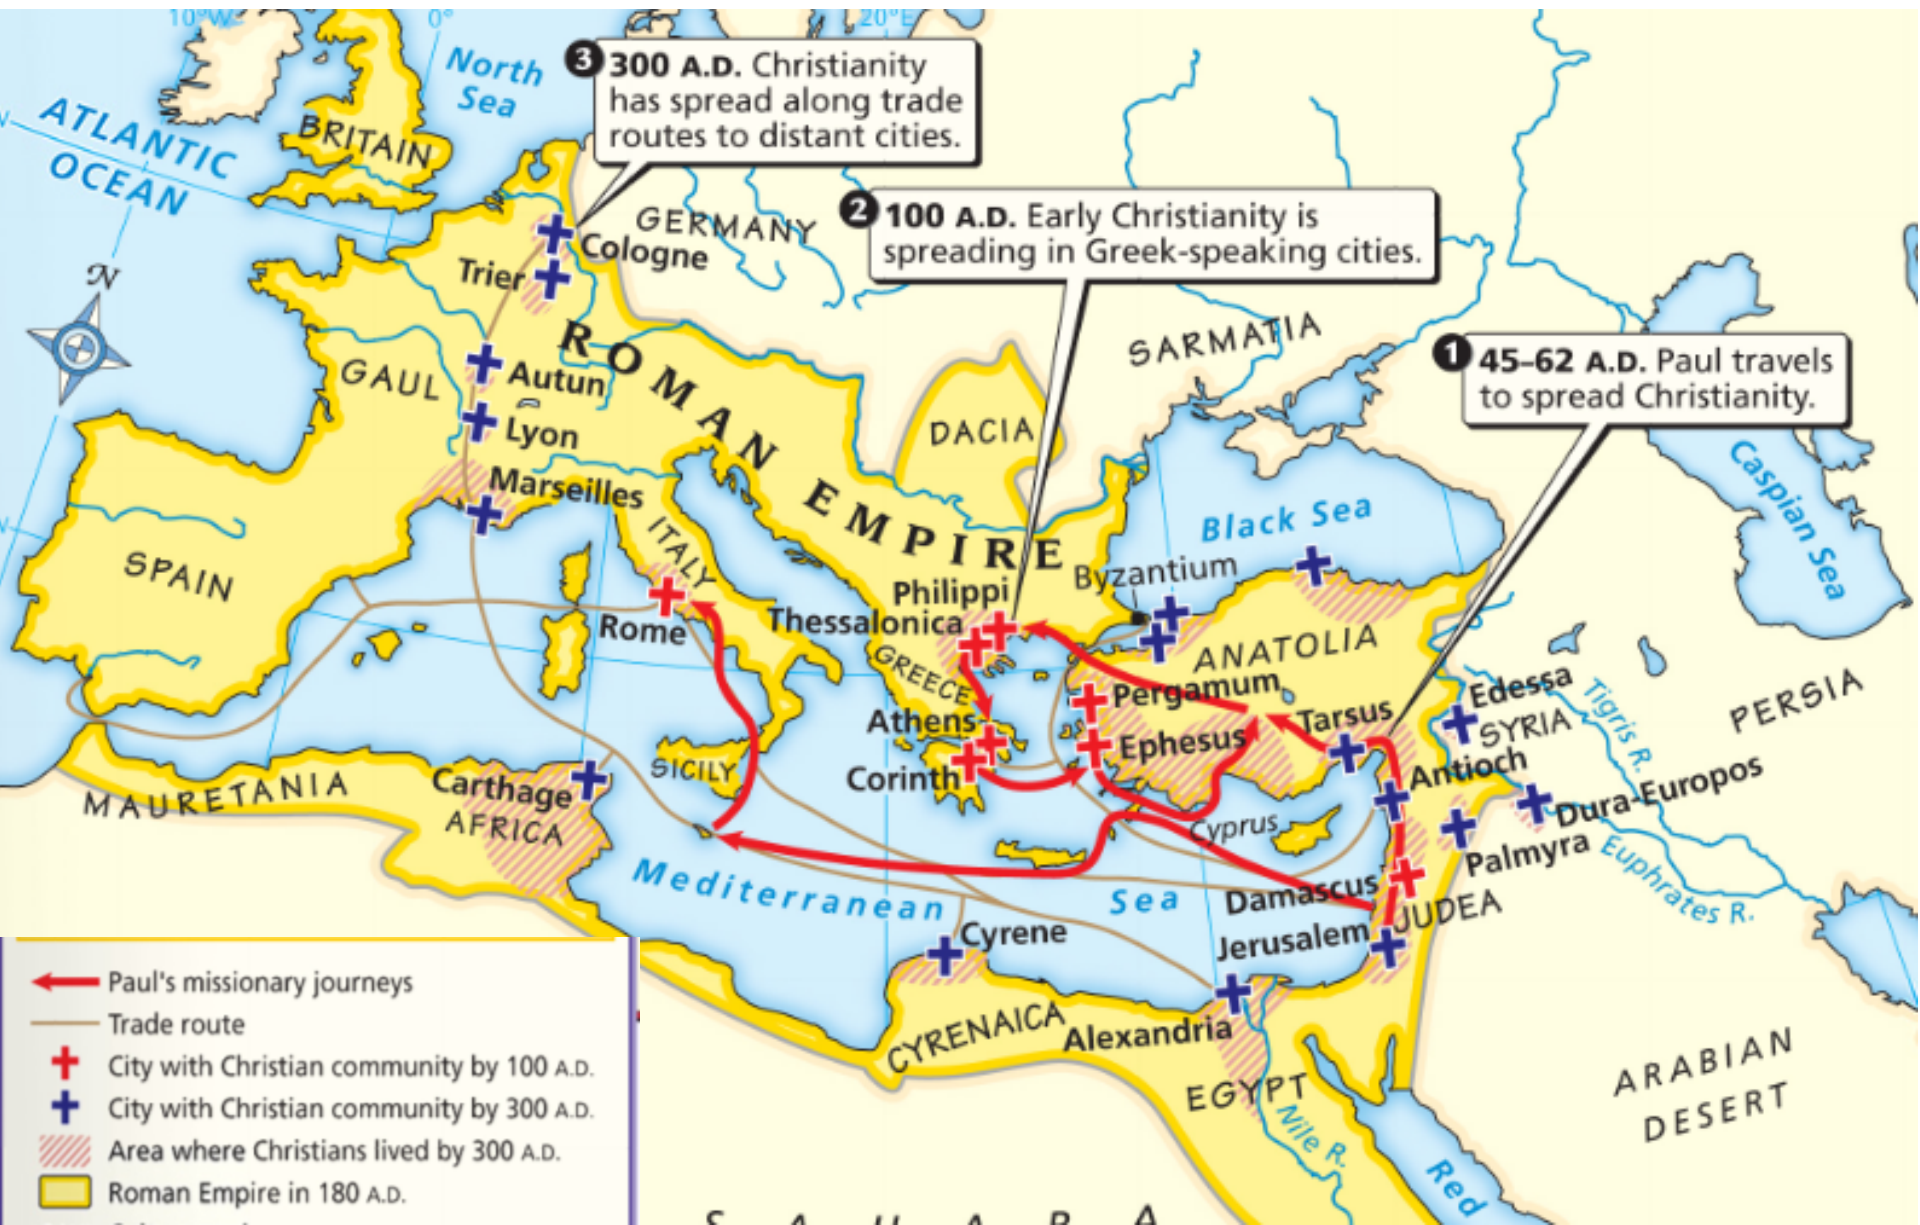 10°W
0°
20°E
North
Sea
ATLANTIC
OCEAN
BRITAIN
3 300 A.D. Christianity
has spread along trade
routes to distant cities.
GERMANY
2 100 A.D. Early Christianity is
spreading in Greek-speaking cities.
Cologne
Trier
N
ROMAN EMPIRE
SARMATIA
1 45–62 A.D. Paul travels
to spread Christianity.
GAUL
Autun
Lyon
DACIA
Marseilles
Caspian Sea
Black Sea
SPAIN
ITALY
Byzantium
Philippi
Thessalonica
Rome
GREECE
ANATOLIA
Pergamum
Edessa
SYRIA
Tigris R.
PERSIA
Athens
Ephesus
Tarsus
Corinth
Antioch
SICILY
Carthage
AFRICA
MAURETANIA
Dura-Europos
Cyprus
Palmyra
Euphrates R.
Mediterranean Sea
Damascus
JUDEA
Jerusalem
Cyrene
CYRENAICA
Alexandria
EGYPT
Nile R.
ARABIAN
DESERT
Red
SAHARA
Paul's missionary journeys
Trade route
City with Christian community by 100 A.D.
City with Christian community by 300 A.D.
Area where Christians lived by 300 A.D.
Roman Empire in 180 A.D.